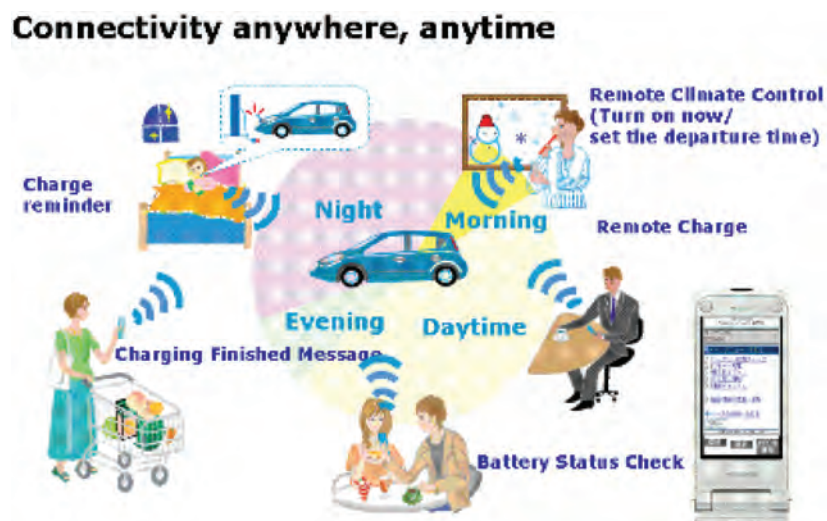 Connectivity anywhere, anytime
Remote Climate Control
(Turn on now/
set the departure time)
Charge
reminder
Night
Morning
Remote Charge
Evening
Daytime
Charging Finished Message
Battery Status Check